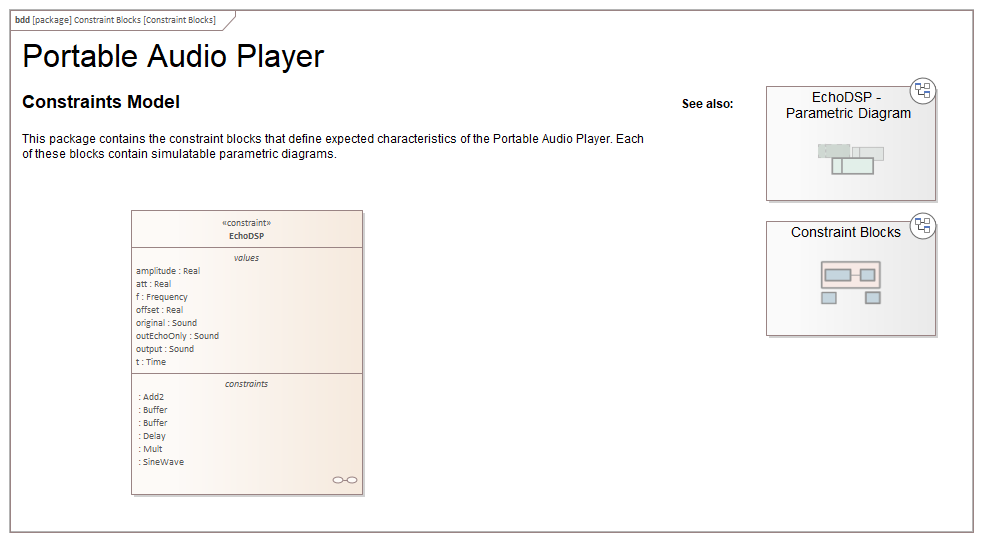 bdd [package] Constraint Blocks [Constraint Blocks]
Portable Audio Player
Constraints Model
See also:
This package contains the constraint blocks that define expected characteristics of the Portable Audio Player. Each
of these blocks contain simulatable parametric diagrams.
EchoDSP -
Parametric Diagram
Constraint Blocks
«constraint»
EchoDSP
values
amplitude : Real
att : Real
f : Frequency
offset : Real
original : Sound
outEchoOnly : Sound
output : Sound
t : Time
constraints
: Add2
: Buffer
: Buffer
: Delay
: Mult
: SineWave